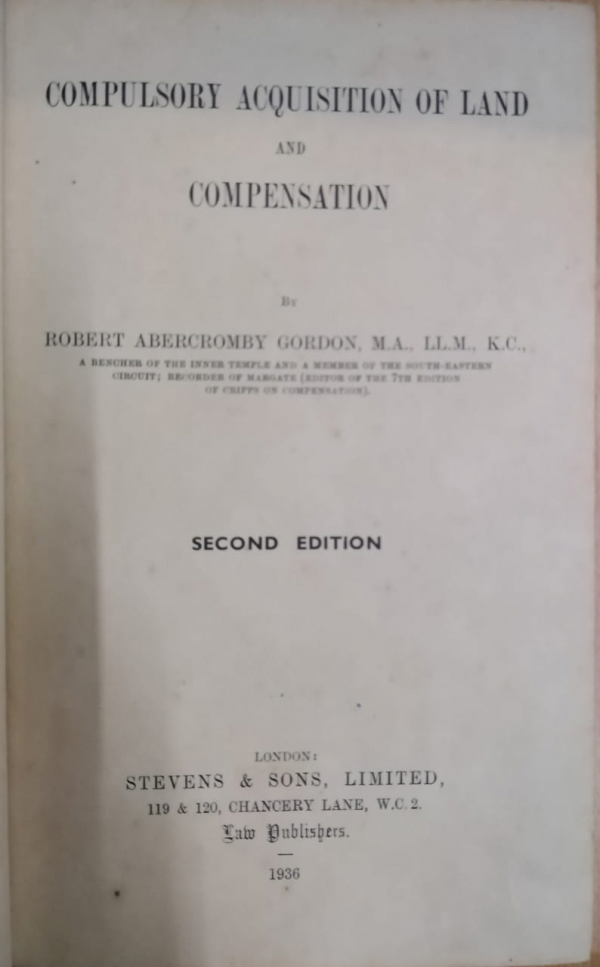 COMPULSORY ACQUISITION OF LAND
AND
COMPENSATION
BY
ROBERT ABERCROMBY GORDON, M.A., LL.M., K.C.,
A BENCHER OF THE INNER TEMPLE AND A MEMBER OF THE SOUTH-EASTERN
CIRCUIT; RECORDER OF MARGATE (EDITOR OF THE 7TH EDITION
OF CRIPPS ON COMPENSATION).
SECOND EDITION
LONDON:
STEVENS & SONS, LIMITED,
119 & 120, CHANCERY LANE, W.C. 2.
Law Publishers.
1936